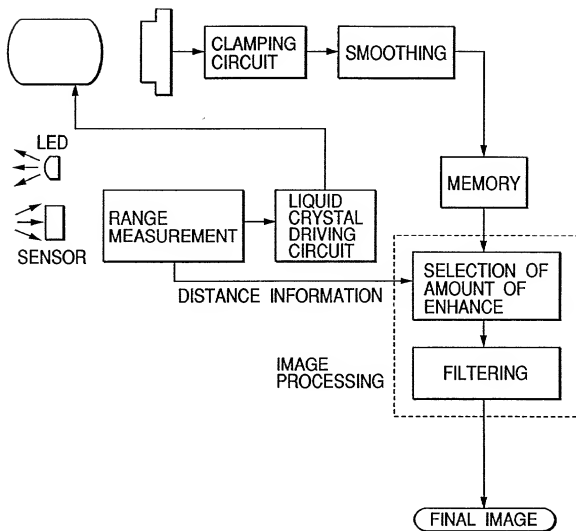 CLAMPING
CIRCUIT
SMOOTHING
LED
MEMORY
SENSOR
RANGE
MEASUREMENT
LIQUID
CRYSTAL
DRIVING
CIRCUIT
DISTANCE INFORMATION
SELECTION OF
AMOUNT OF
ENHANCE
IMAGE
PROCESSING
FILTERING
FINAL IMAGE